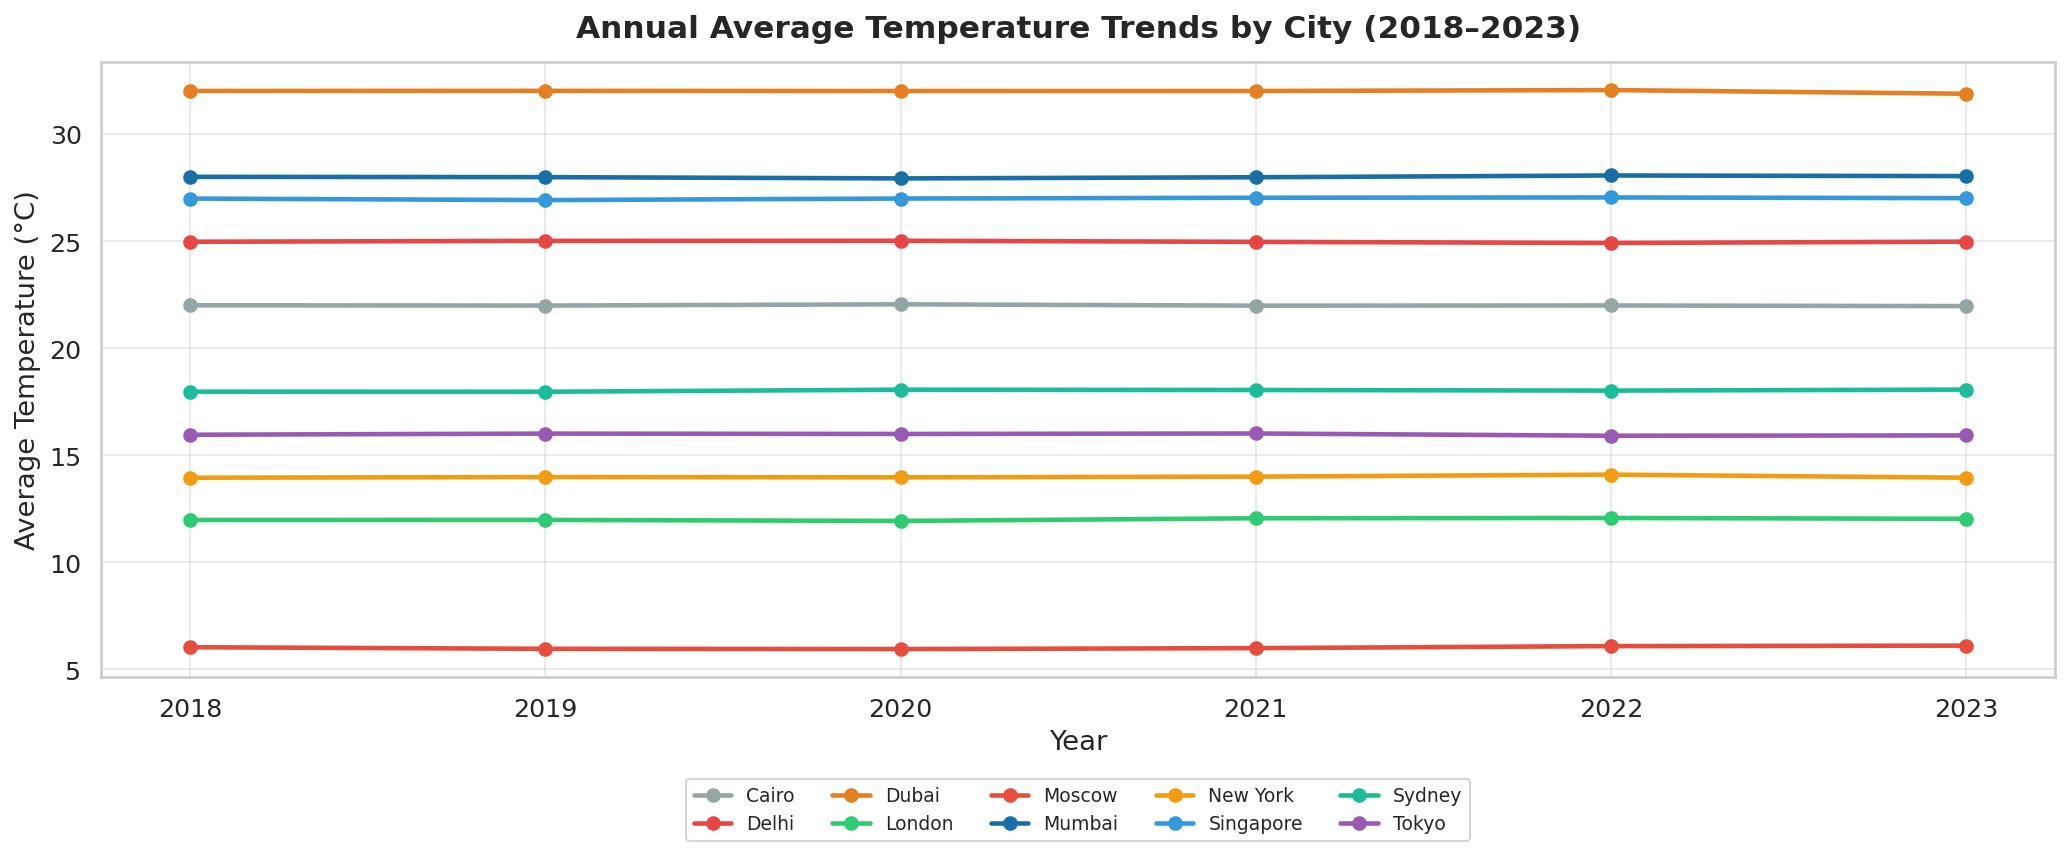 Annual Average Temperature Trends by City (2018–2023)
Average Temperature (°C)
30
25
20
15
10
5
2018 2019 2020 2021 2022 2023
Year
Cairo Dubai Moscow New York Sydney
Delhi London Mumbai Singapore Tokyo